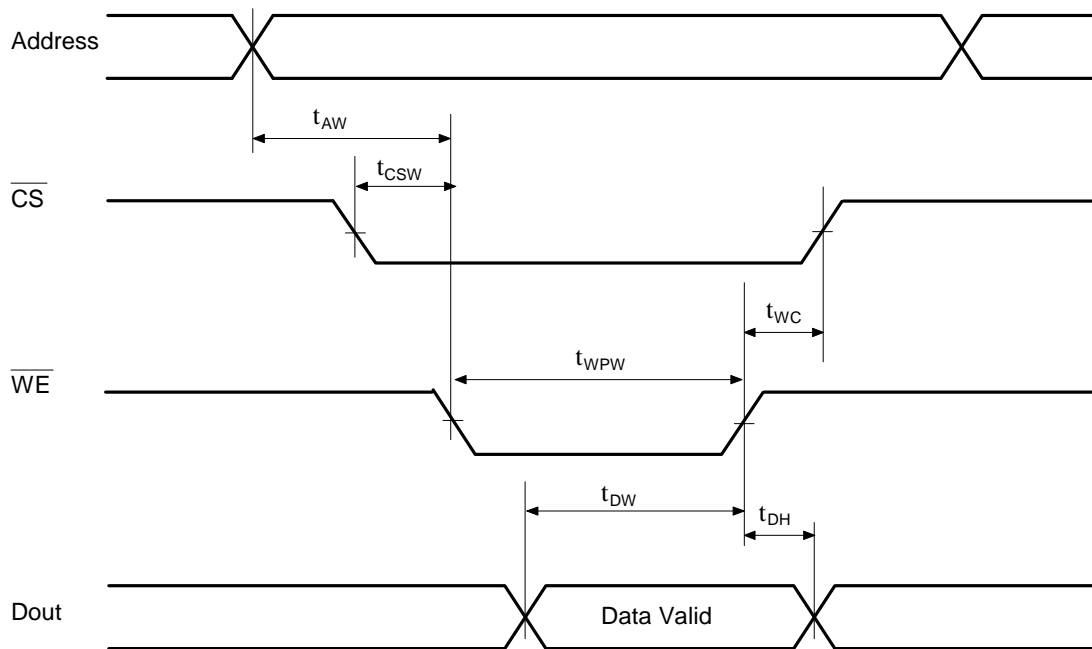 Address
tAW
tCSW
CS
tWC
tWPW
WE
tDW
tDH
Dout
Data Valid